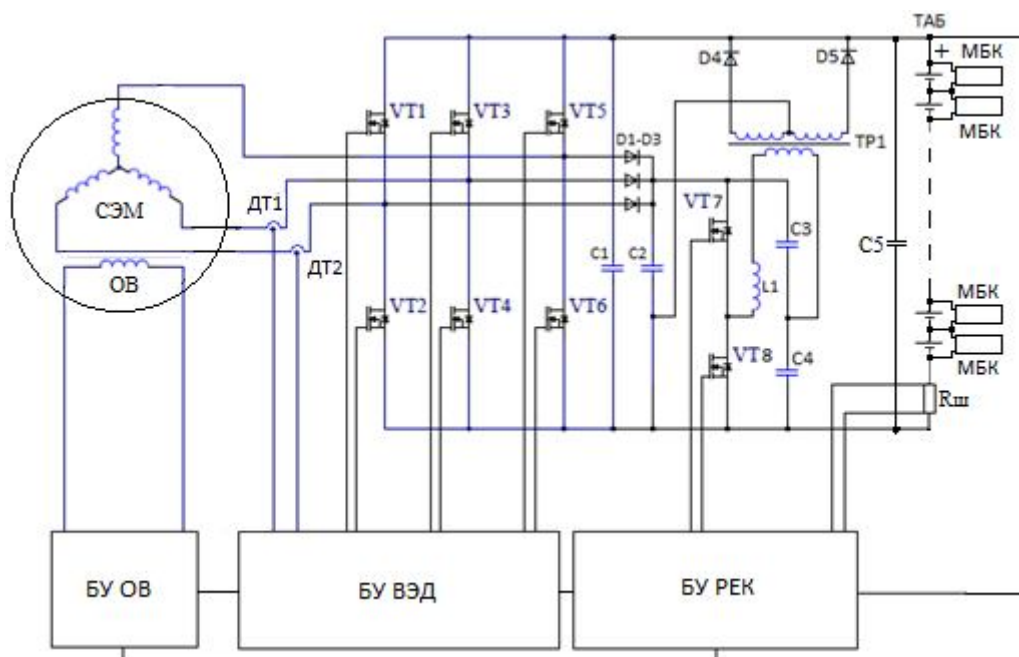 ТАБ
+
МБК
МБК
D4
D5
TP1
VT1
VT3
VT5
D1-D3
СЭМ
ДТ1
ДТ2
ОВ
VT7
C3
C1
C2
L1
C5
VT2
VT4
VT6
VT8
C4
МБК
МБК
Rш
БУ ОВ
БУ ВЭД
БУ РЕК